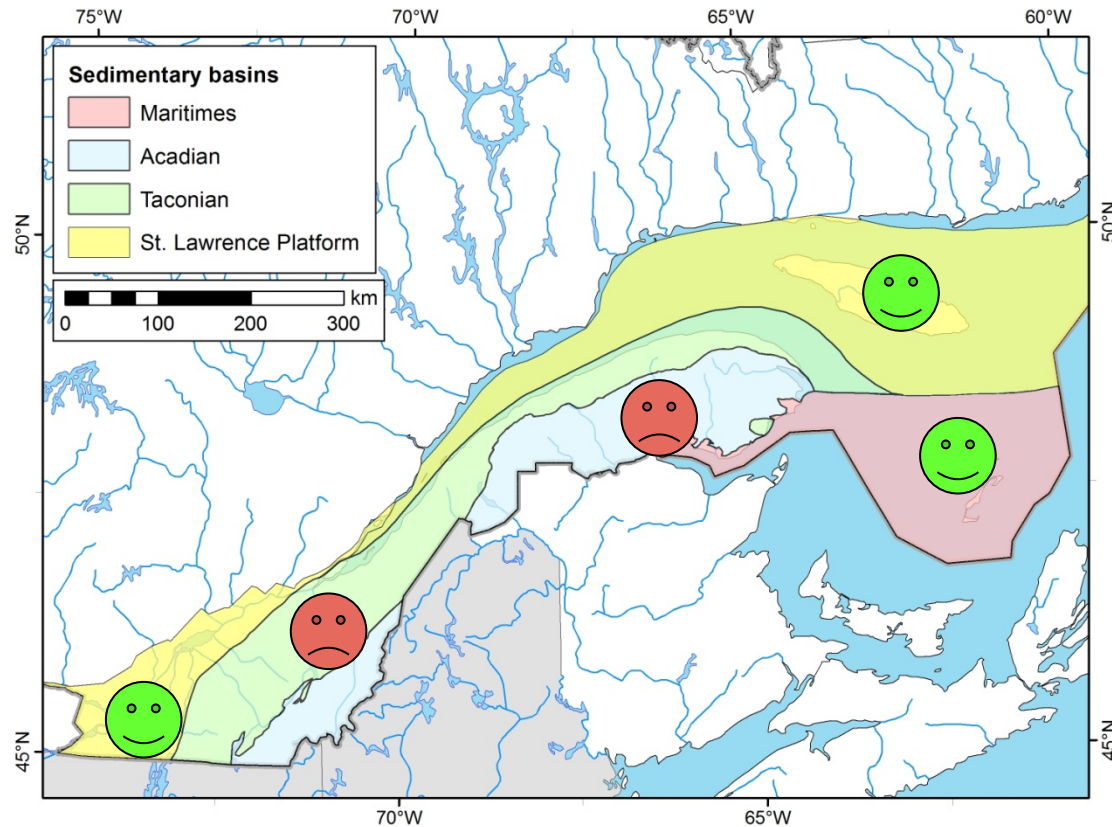 75°W 70°W 65°W 60°W
Sedimentary basins
Maritimes
Acadian
Taconian
St. Lawrence Platform
km
0 100 200 300
50°N 50°N
45°N 45°N
70°W 65°W